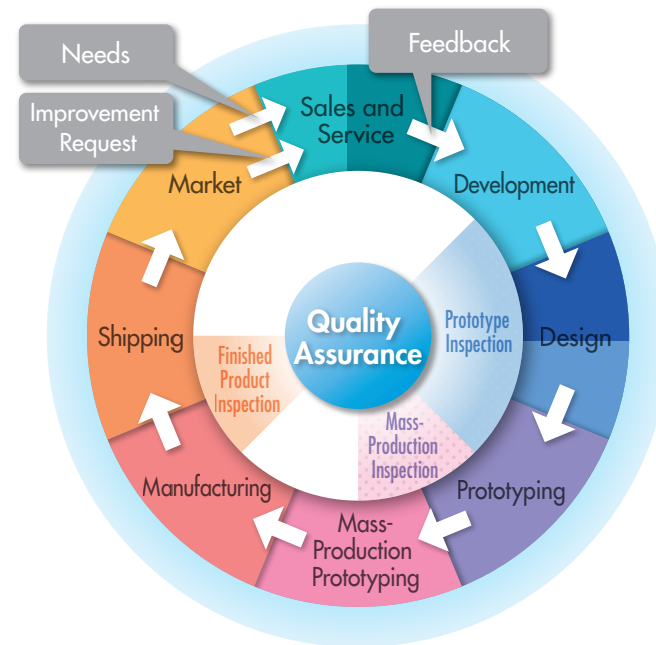 Needs
Feedback
Improvement
Request
Sales and
Service
Market
Development
Shipping
Quality
Assurance
Prototype
Inspection
Design
Finished
Product
Inspection
Mass-
Production
Inspection
Manufacturing
Prototyping
Mass-
Production
Prototyping